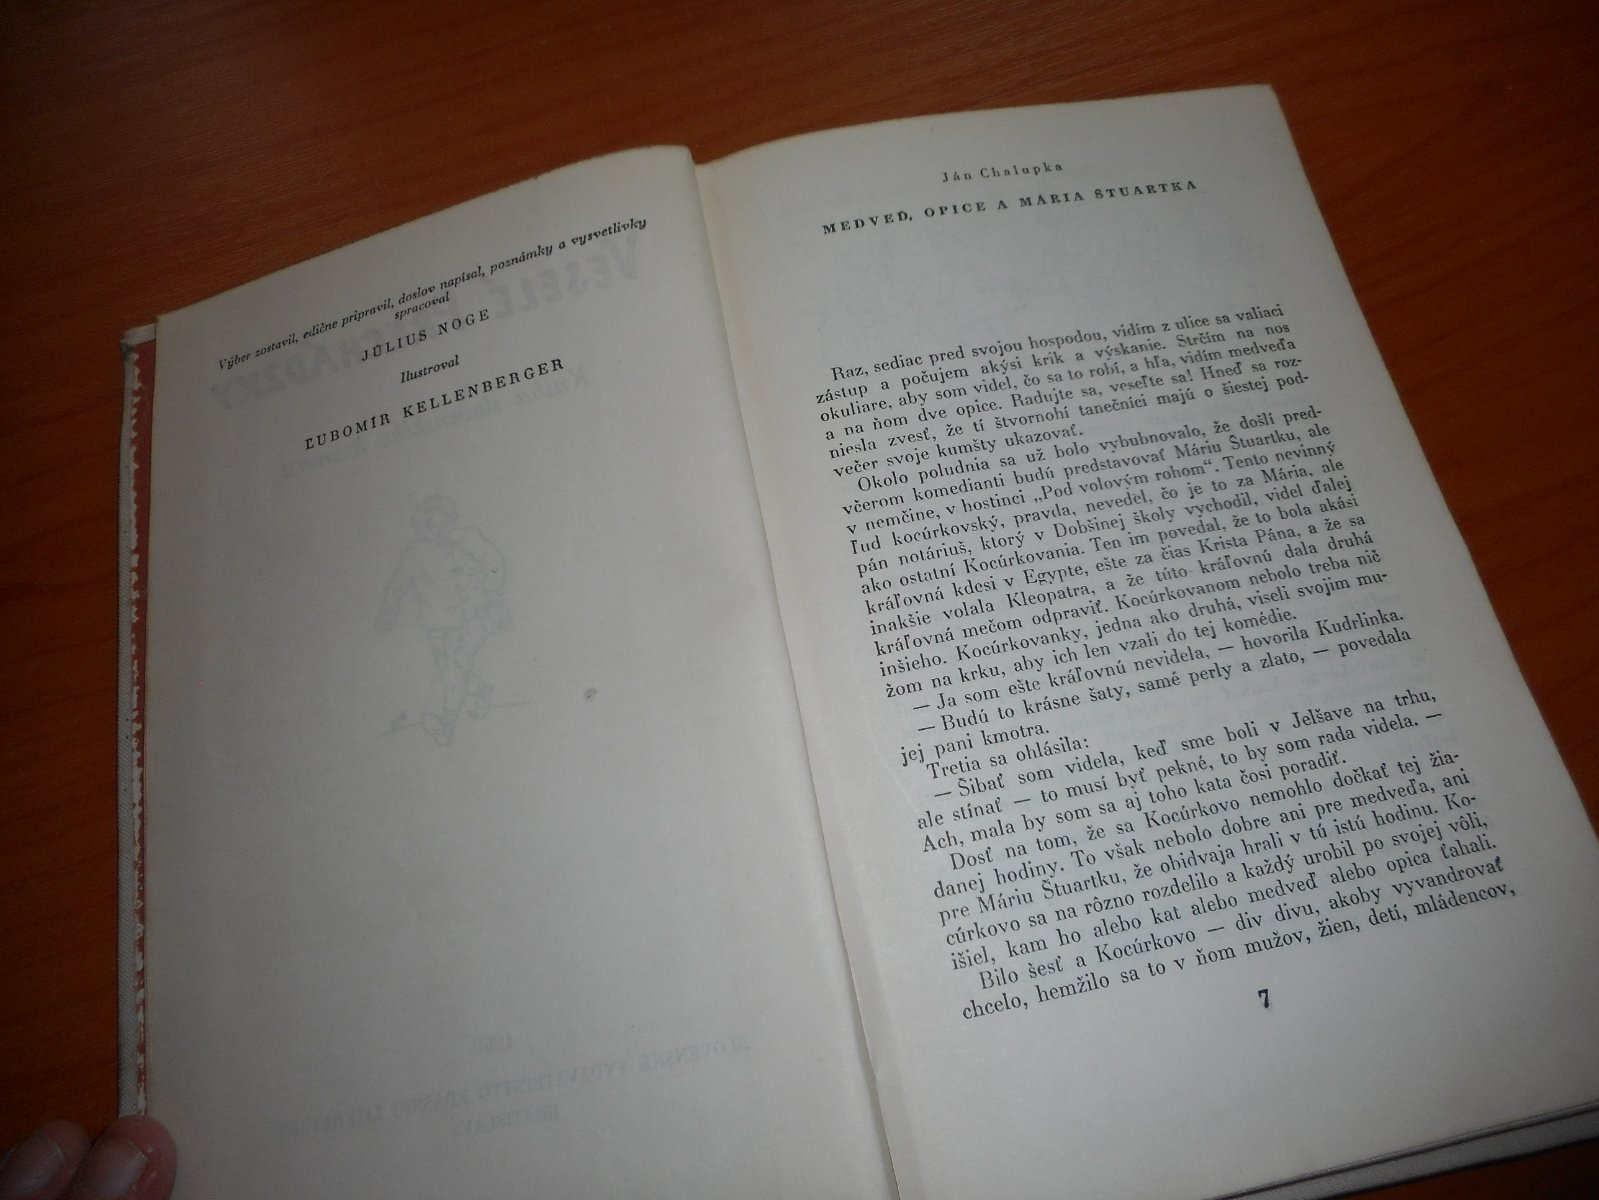 Výber zostavil, edične pripravil, doslov napísal, poznámky a vysvetlivky
spracoval
JÚLIUS NOGE
Ilustroval
ĽUBOMÍR KELLENBERGER
Ján Chalupka
MEDVEĎ, OPICE A MÁRIA ŠTUARTKA
Raz, sediac pred svojou hospodou, vidím z ulice sa valiaci
zástup a počujem akýsi krik a výskanie. Strčím na nos
okuliare, aby som videl, čo sa to robí, a hľa, vidím medveďa
a na ňom dve opice. Radujte sa, veseľte sa! Hneď sa roz-
niesla zvesť, že tí štvornohí tanečníci majú o šiestej pod-
večer svoje kumšty ukazovať.
Okolo poludnia sa už bolo vybubnovalo, že došlí pred-
včerom komedianti budú predstavovať Máriu Štuartku, ale
v nemčine, v hostinci „Pod volovým rohom“. Tento nevinný
ľud kocúrkovský, pravda, nevedel, čo je to za Mária, ale
pán notáriuš, ktorý v Dobšinej školy vychodil, videl ďalej
ako ostatní Kocúrkovania. Ten im povedal, že to bola akási
kráľovná kdesi v Egypte, ešte za čias Krista Pána, a že sa
inakšie volala Kleopatra, a že túto kráľovnú dala druhá
kráľovná mečom odpraviť. Kocúrkovanom nebolo treba nič
inšieho. Kocúrkovanky, jedna ako druhá, viseli svojim mu-
žom na krku, aby ich len vzali do tej komédie.
— Ja som ešte kráľovnú nevidela, — hovorila Kudrlinka.
— Budú to krásne šaty, samé perly a zlato, — povedala
jej pani kmotra.
Tretia sa ohlásila:
— Šibať som videla, keď sme boli v Jelšave na trhu,
ale stínať — to musí byť pekné, to by som rada videla. —
Ach, mala by som sa aj toho kata čosi poradiť.
Dosť na tom, že sa Kocúrkovo nemohlo dočkať tej žia-
danej hodiny. To však nebolo dobre ani pre medveďa, ani
pre Máriu Štuartku, že obidvaja hrali v tú istú hodinu. Ko-
cúrkovo sa na rôzno rozdelilo a každý urobil po svojej vôli,
išiel, kam ho alebo kat alebo medveď alebo opica ťahali.
Bilo šesť a Kocúrkovo — div divu, akoby vyvandrovať
chcelo, hemžilo sa to v ňom mužov, žien, detí, mládencov,
7